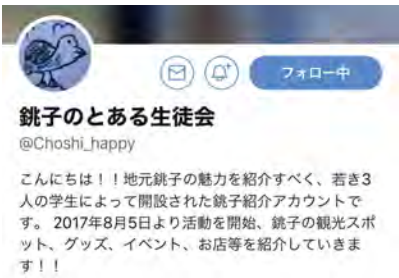 フォロー中
銚子のとある生徒会
@Choshi_happy
こんにちは！！地元銚子の魅力を紹介すべく、若き3
人の学生によって開設された銚子紹介アカウントで
す。 2017年8月5日より活動を開始、銚子の観光スポ
ット、グッズ、イベント、お店等を紹介していきま
す！！